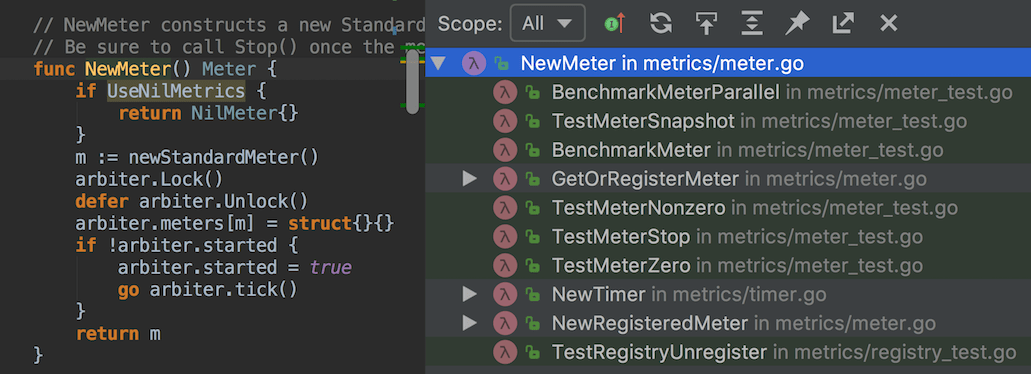 // NewMeter constructs a new Standard
// Be sure to call Stop() once the me
func NewMeter() Meter {
if UseNilMetrics {
return NilMeter{}
}
m := newStandardMeter()
arbiter.Lock()
defer arbiter.Unlock()
arbiter.meters[m] = struct{}{}
if !arbiter.started {
arbiter.started = true
go arbiter.tick()
}
return m
}
Scope: All
λ NewMeter in metrics/meter.go
λ BenchmarkMeterParallel in metrics/meter_test.go
λ TestMeterSnapshot in metrics/meter_test.go
λ BenchmarkMeter in metrics/meter_test.go
λ GetOrRegisterMeter in metrics/meter.go
λ TestMeterNonzero in metrics/meter_test.go
λ TestMeterStop in metrics/meter_test.go
λ TestMeterZero in metrics/meter_test.go
λ NewTimer in metrics/timer.go
λ NewRegisteredMeter in metrics/meter.go
λ TestRegistryUnregister in metrics/registry_test.go